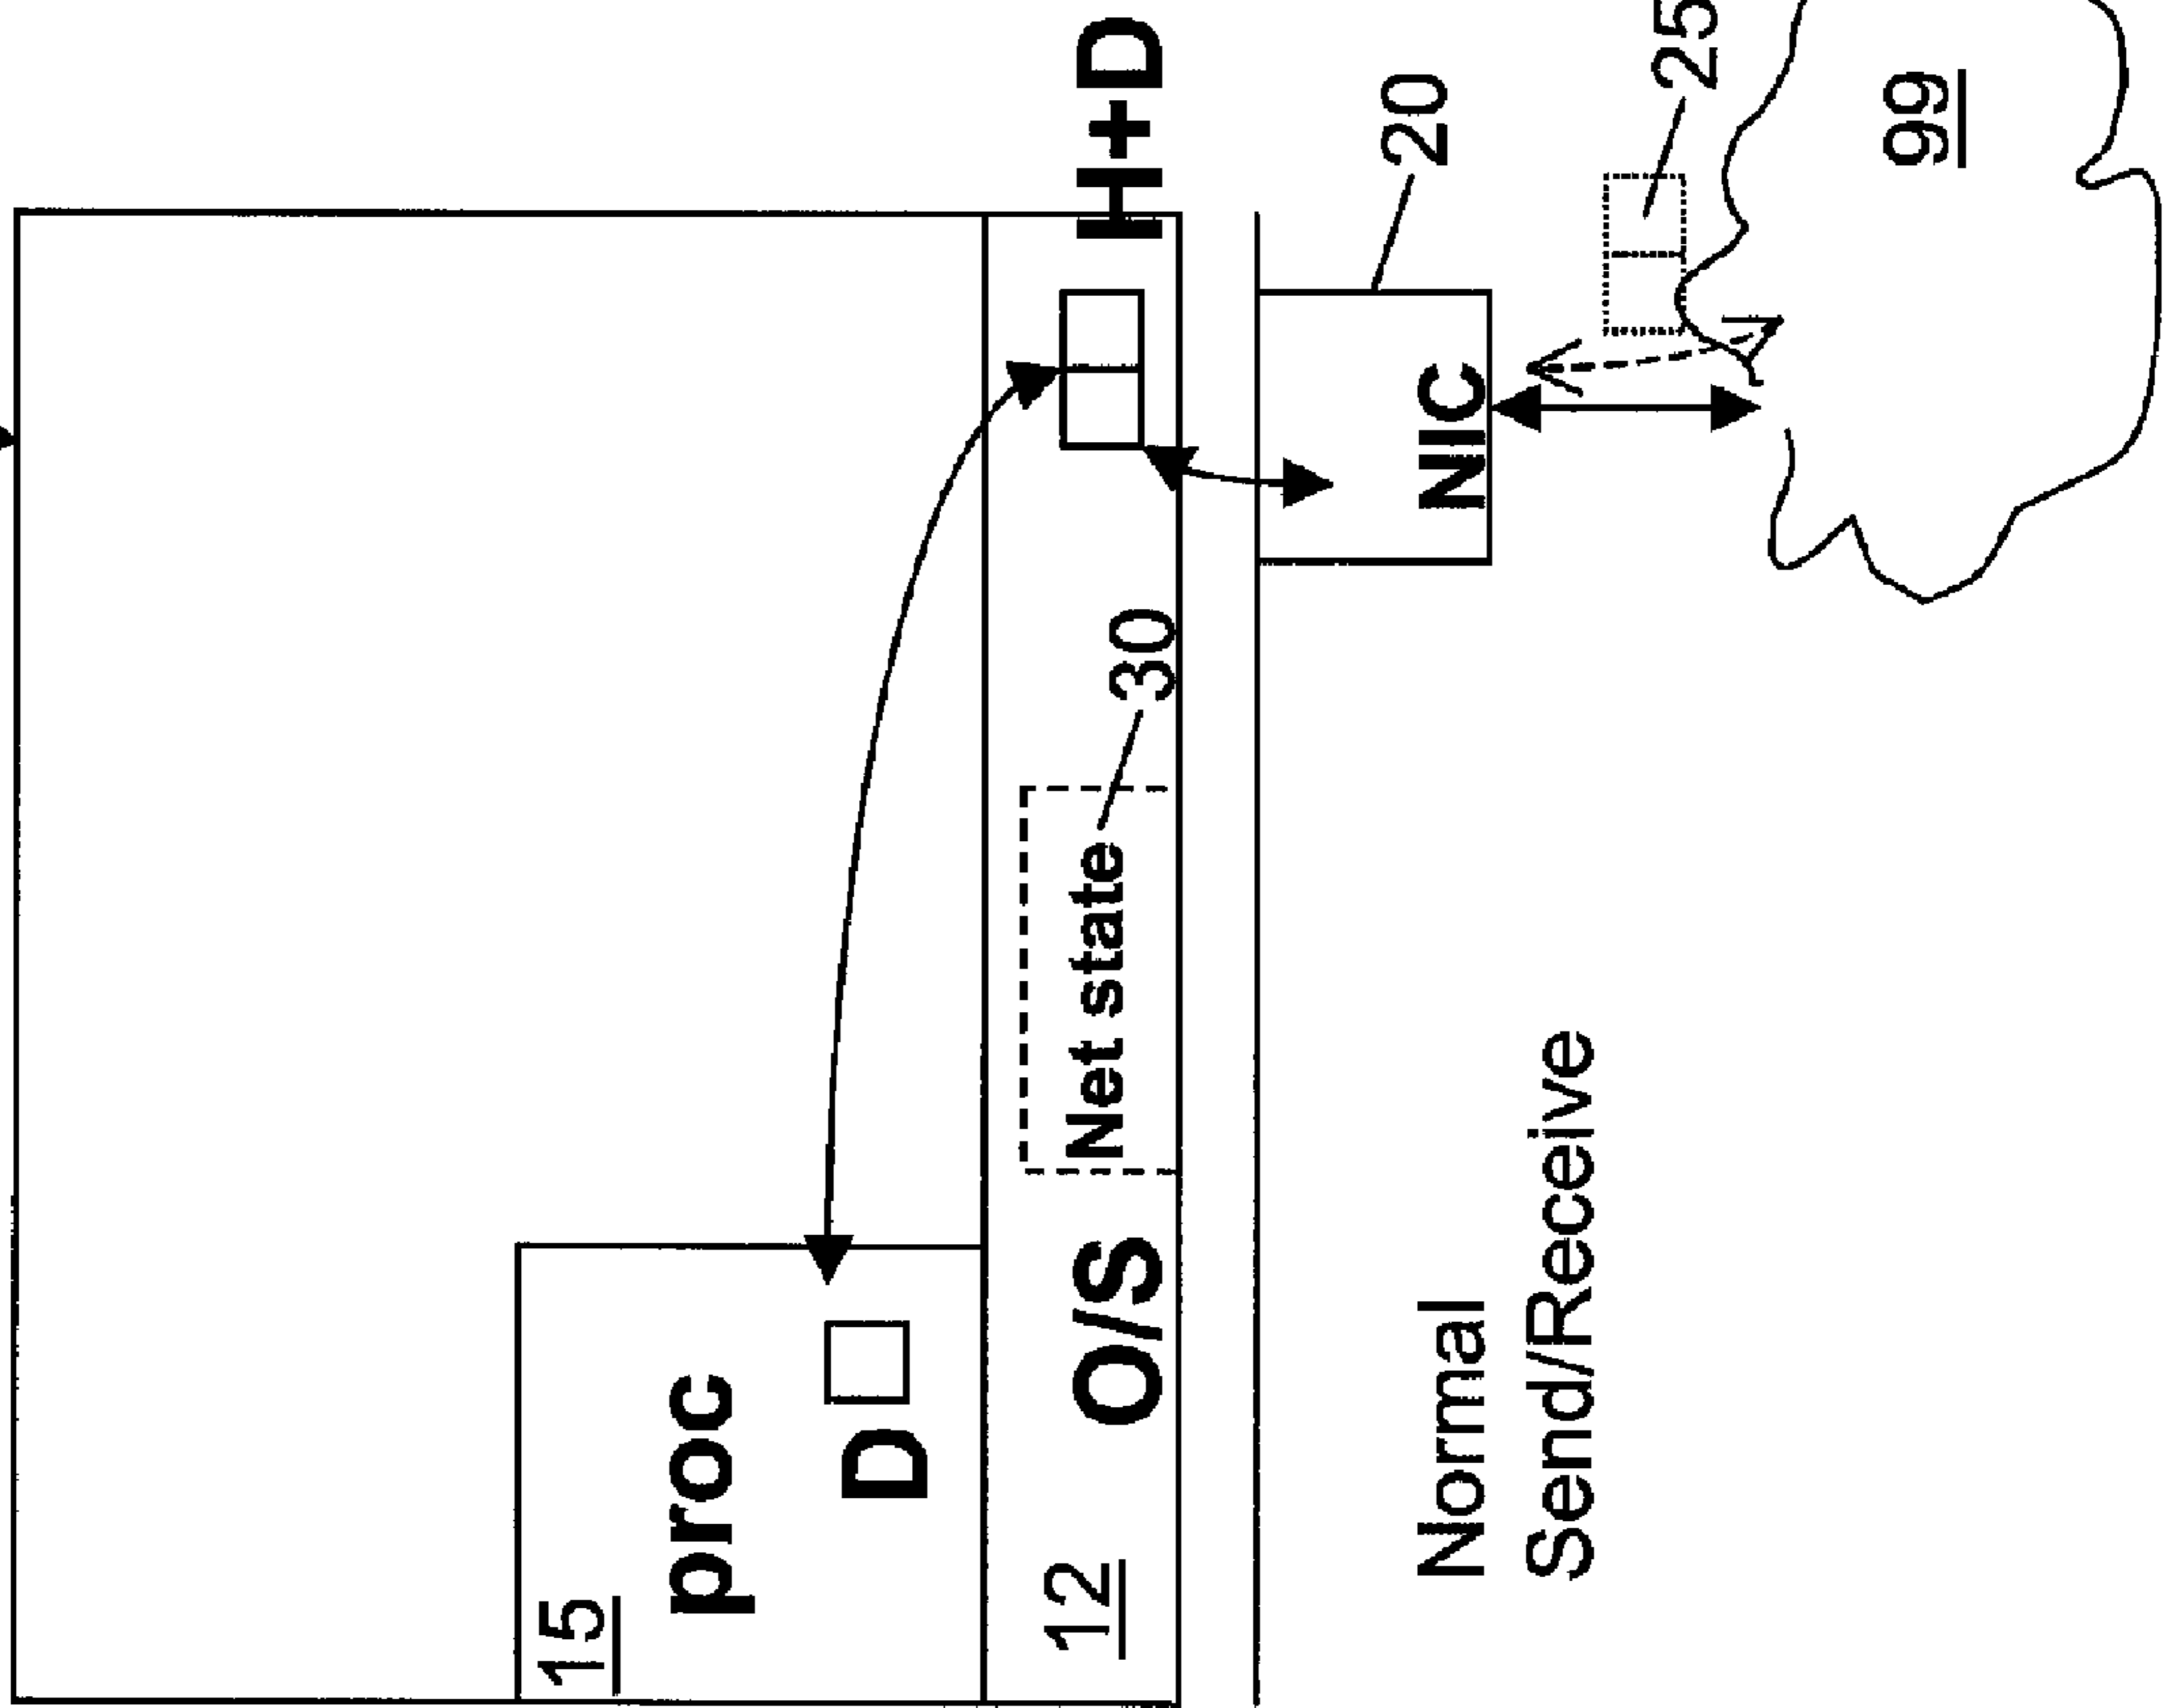 15
proc
D
12
O/S
Net state
30
H+D
NIC
20
25
99
Normal
Send/Receive